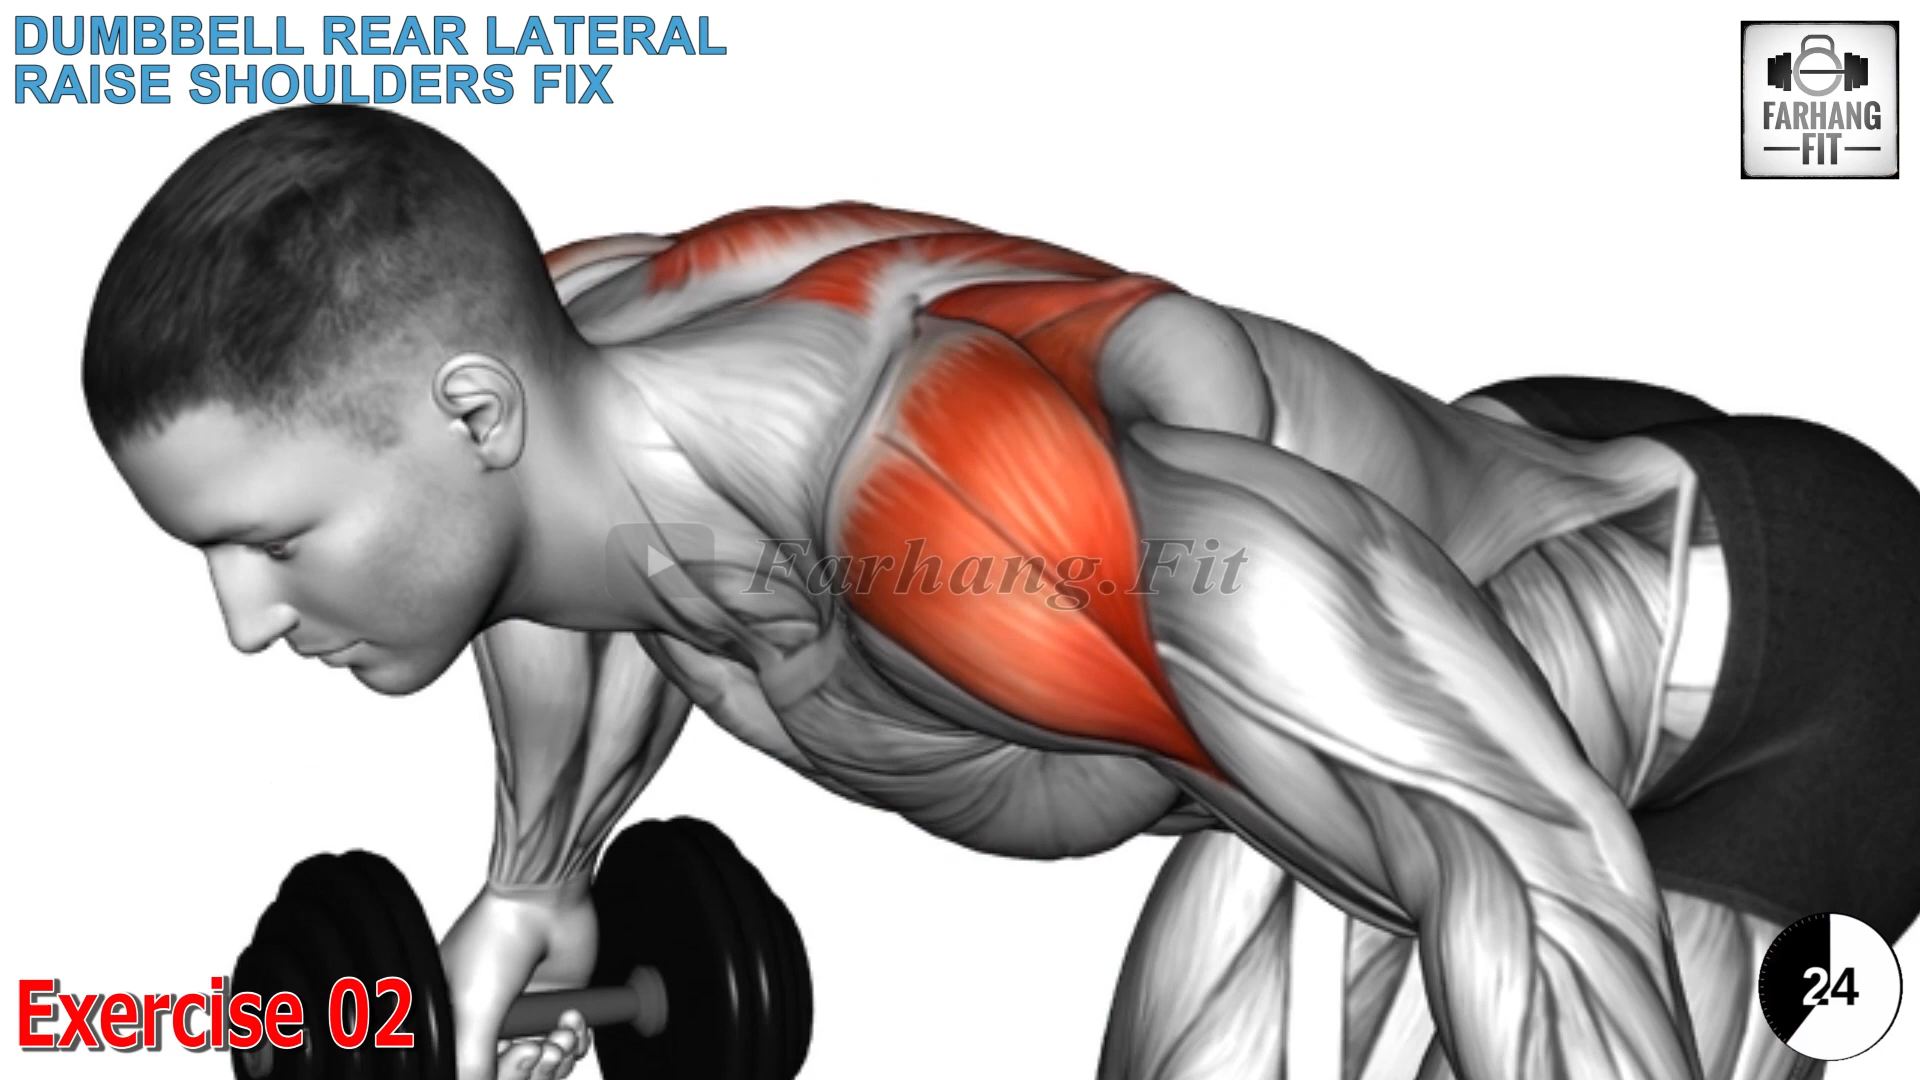 DUMBBELL REAR LATERAL
RAISE SHOULDERS FIX
FARHANG
FIT
Farhang.Fit
Exercise 02
24